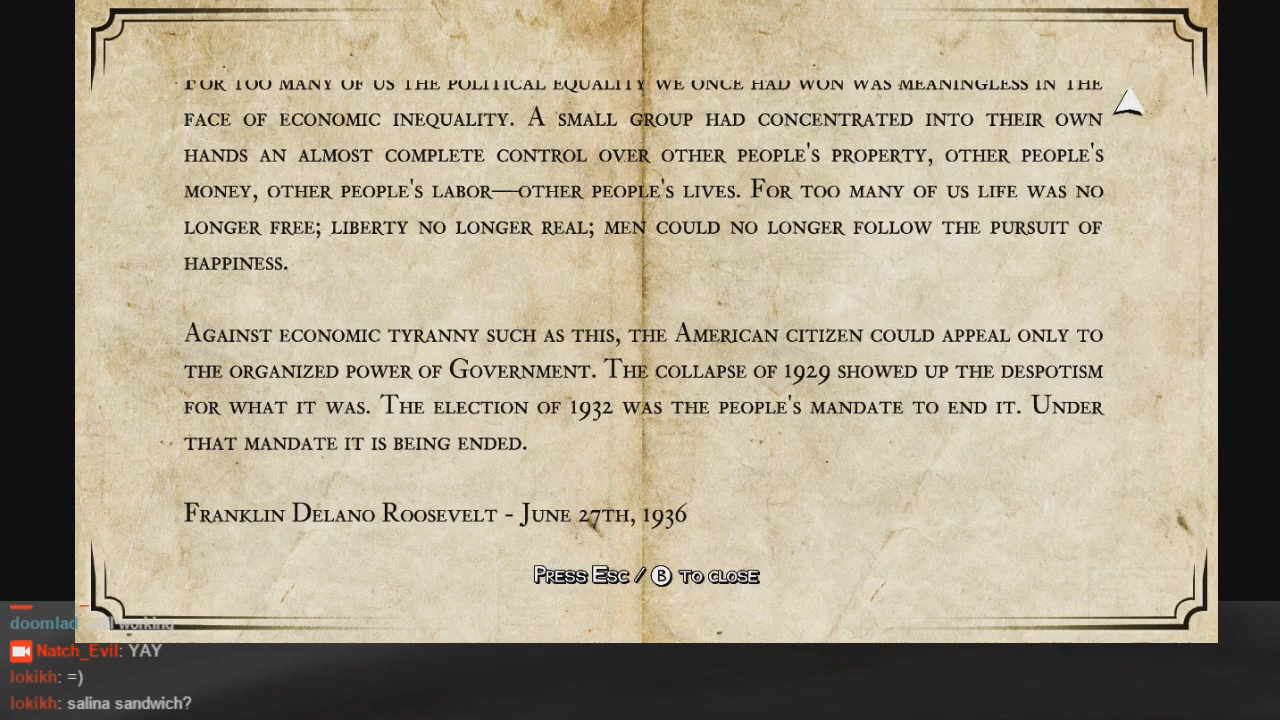 For too many of us the political equality we once had won was meaningless in the
face of economic inequality. A small group had concentrated into their own
hands an almost complete control over other people's property, other people's
money, other people's labor—other people's lives. For too many of us life was no
longer free; liberty no longer real; men could no longer follow the pursuit of
happiness.
Against economic tyranny such as this, the American citizen could appeal only to
the organized power of Government. The collapse of 1929 showed up the despotism
for what it was. The election of 1932 was the people's mandate to end it. Under
that mandate it is being ended.
Franklin Delano Roosevelt - June 27th, 1936
Press Esc / B to close
doomlad working
Natch_Evil: YAY
lokikh: =)
lokikh: salina sandwich?